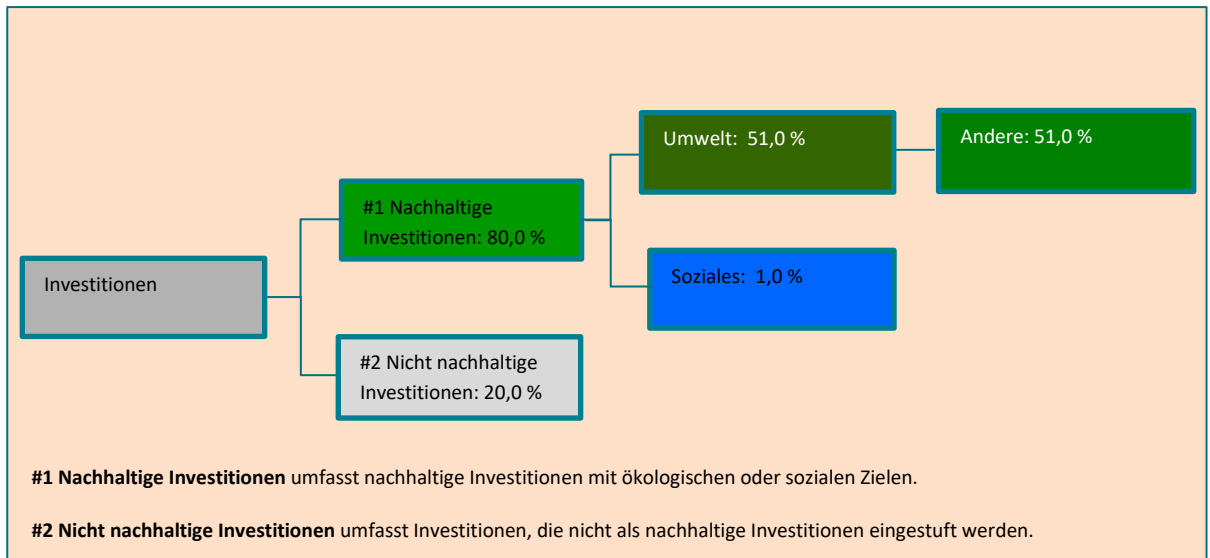 Umwelt: 51,0 %
Andere: 51,0 %
#1 Nachhaltige
Investitionen: 80,0 %
Investitionen
Soziales: 1,0 %
#2 Nicht nachhaltige
Investitionen: 20,0 %
#1 Nachhaltige Investitionen umfasst nachhaltige Investitionen mit ökologischen oder sozialen Zielen.
#2 Nicht nachhaltige Investitionen umfasst Investitionen, die nicht als nachhaltige Investitionen eingestuft werden.